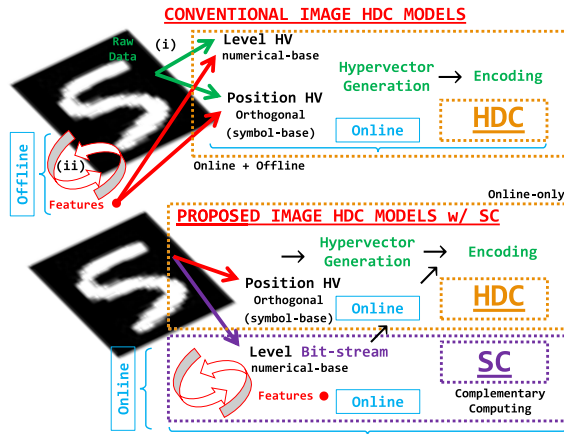 CONVENTIONAL IMAGE HDC MODELS
Raw
Data
(i)
Level HV
numerical-base
Hypervector
Generation
Encoding
Position HV
Orthogonal
(symbol-base)
Online
HDC
Offline
(ii)
Features
Online + Offline
Online-only
PROPOSED IMAGE HDC MODELS w/ SC
Hypervector
Generation
Encoding
Position HV
Orthogonal
(symbol-base)
Online
HDC
Online
Level Bit-stream
numerical-base
Features
Online
SC
Complementary
Computing